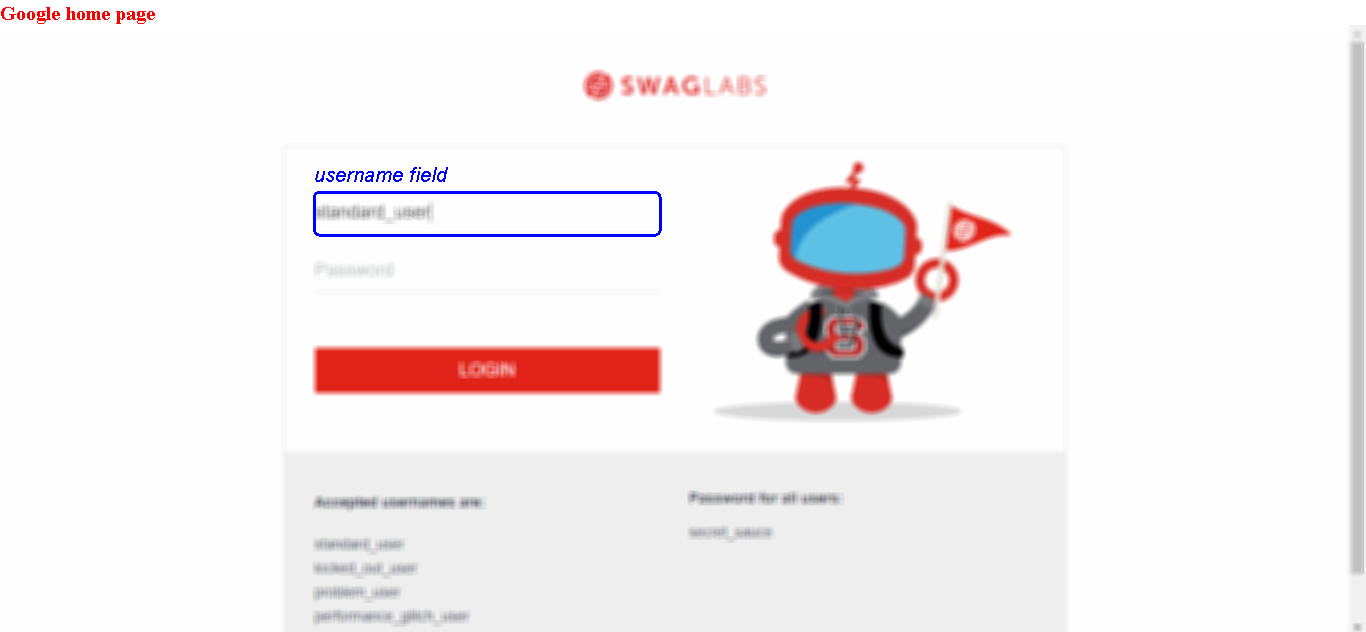 Google home page
SWAGLABS
username field
standard_user
Password
LOGIN
Accepted usernames are:
Password for all users:
standard_user
secret_sauce
locked_out_user
problem_user
performance_glitch_user